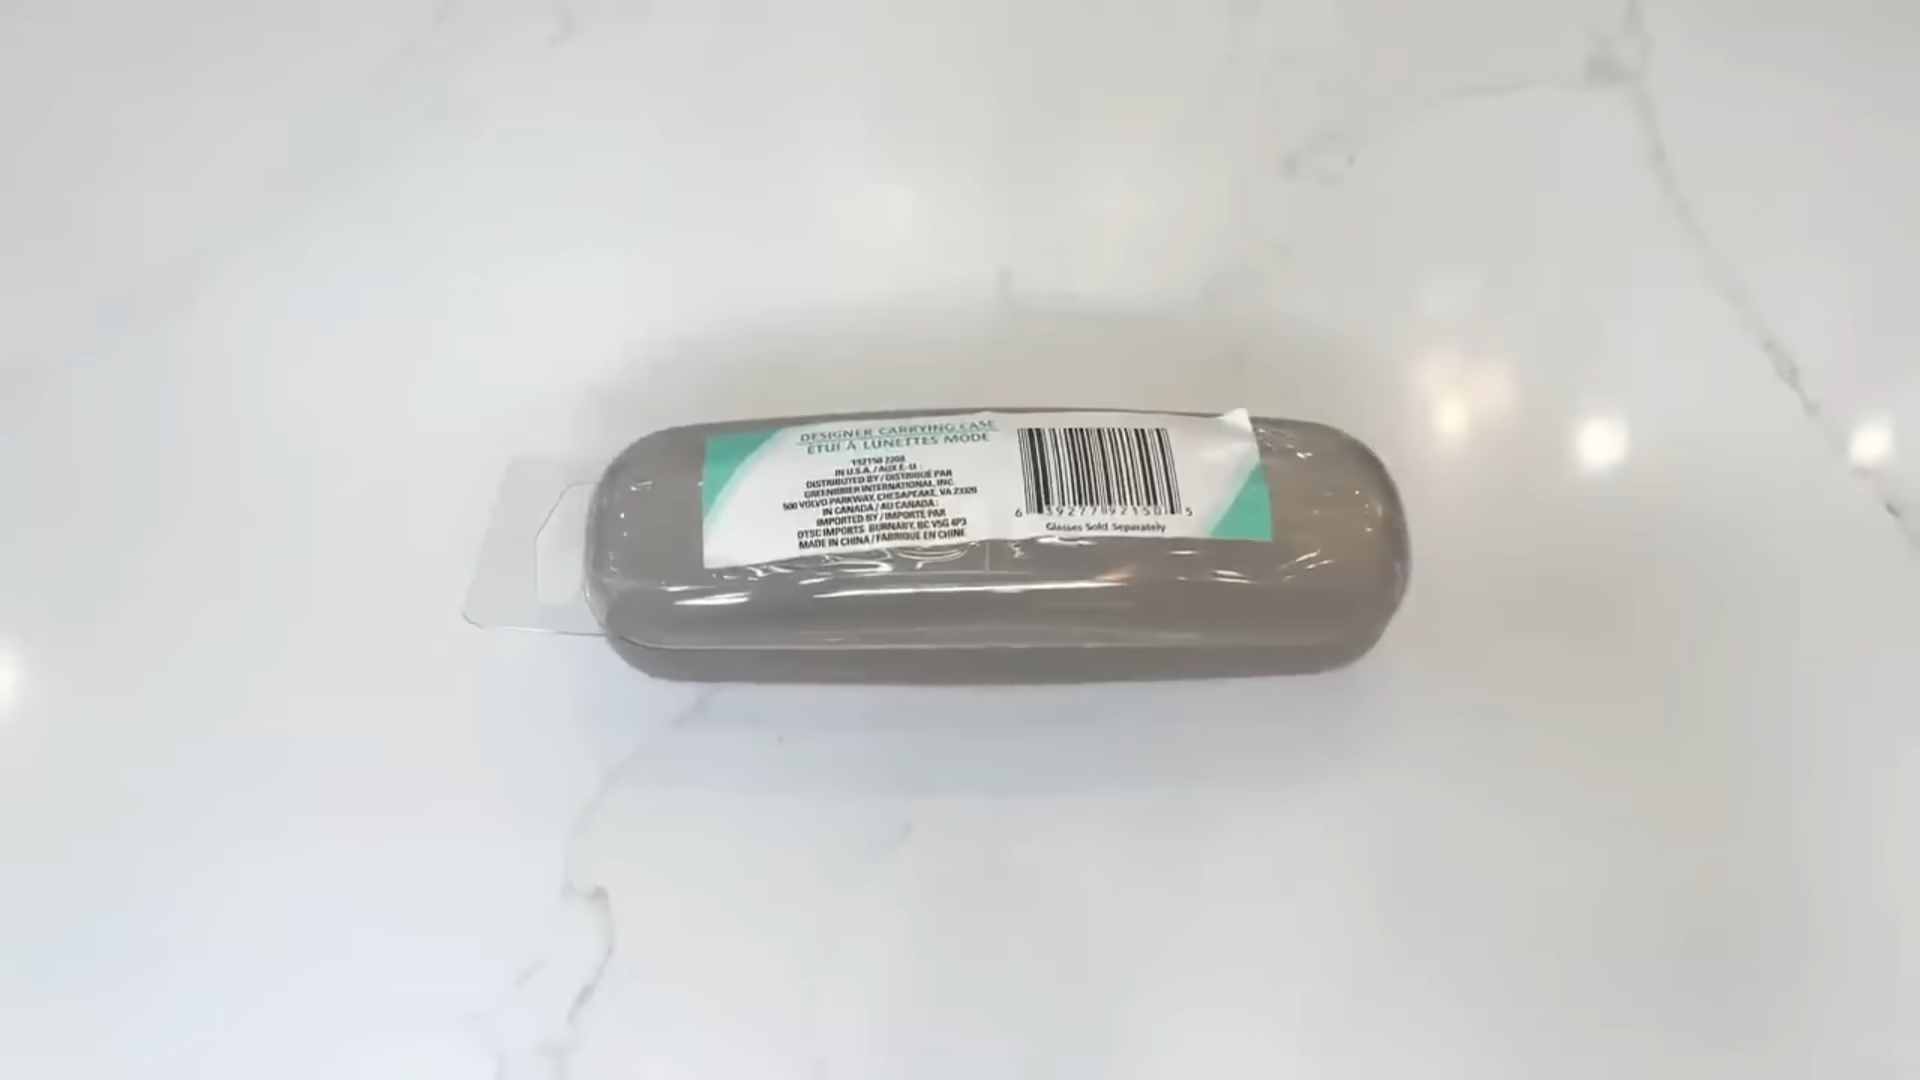 DESIGNER CARRYING CASE
ÉTUI À LUNETTES MODE
192150 2208
IN U.S.A. / AUX É.-U.:
DISTRIBUTED BY / DISTRIBUÉ PAR
GREENBRIER INTERNATIONAL, INC.
500 VOLVO PARKWAY, CHESAPEAKE, VA 23320
IN CANADA / AU CANADA:
IMPORTED BY / IMPORTÉ PAR
DTSC IMPORTS BURNABY, BC V5G 4P3
MADE IN CHINA / FABRIQUÉ EN CHINE
6 39277 92150 5
Glasses Sold Separately